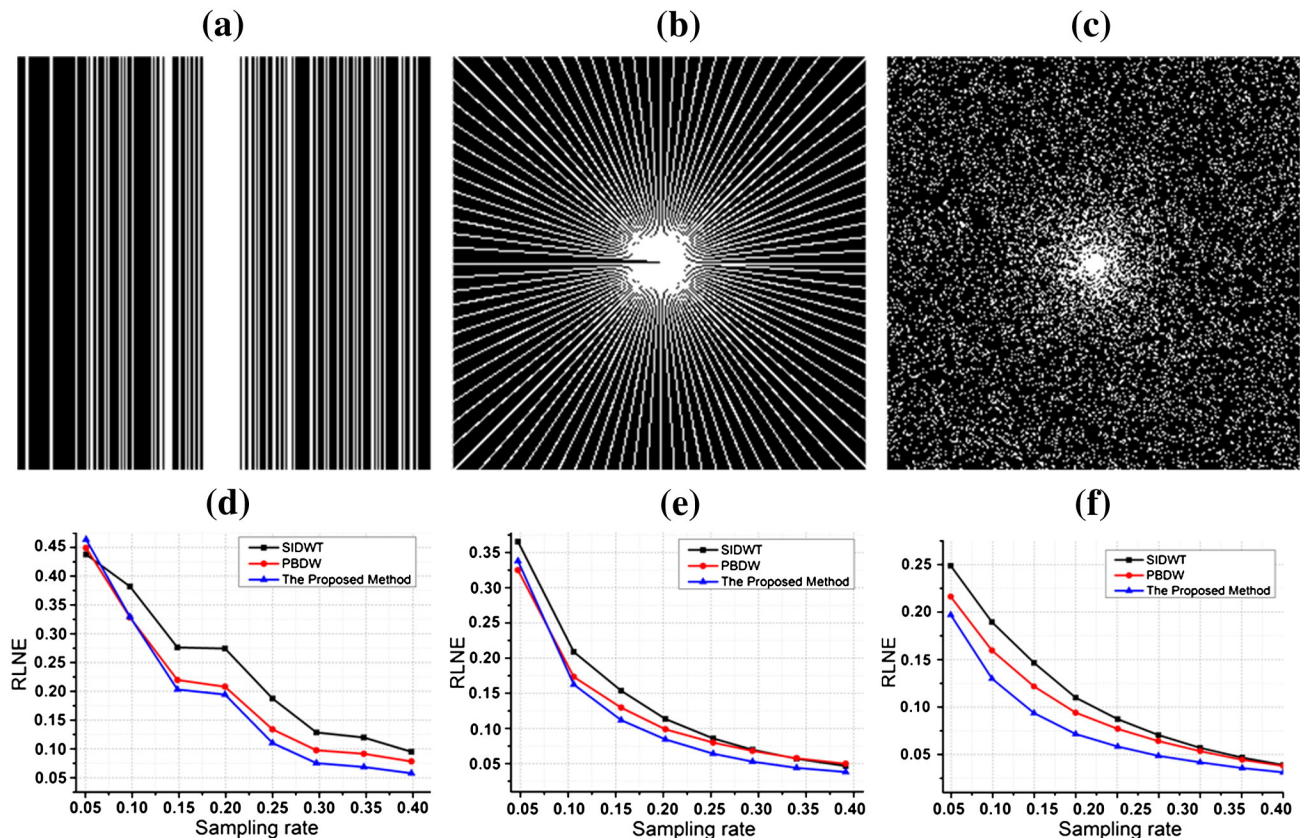 (a)
(b)
(c)
(d)
(e)
(f)
RLNE
0.45
0.40
0.35
0.30
0.25
0.20
0.15
0.10
0.05
SIDWT
PBDW
The Proposed Method
0.05 0.10 0.15 0.20 0.25 0.30 0.35 0.40
Sampling rate
RLNE
0.35
0.30
0.25
0.20
0.15
0.10
0.05
SIDWT
PBDW
The Proposed Method
0.05 0.10 0.15 0.20 0.25 0.30 0.35 0.40
Sampling rate
RLNE
0.25
0.20
0.15
0.10
0.05
SIDWT
PBDW
The Proposed Method
0.05 0.10 0.15 0.20 0.25 0.30 0.35 0.40
Sampling rate